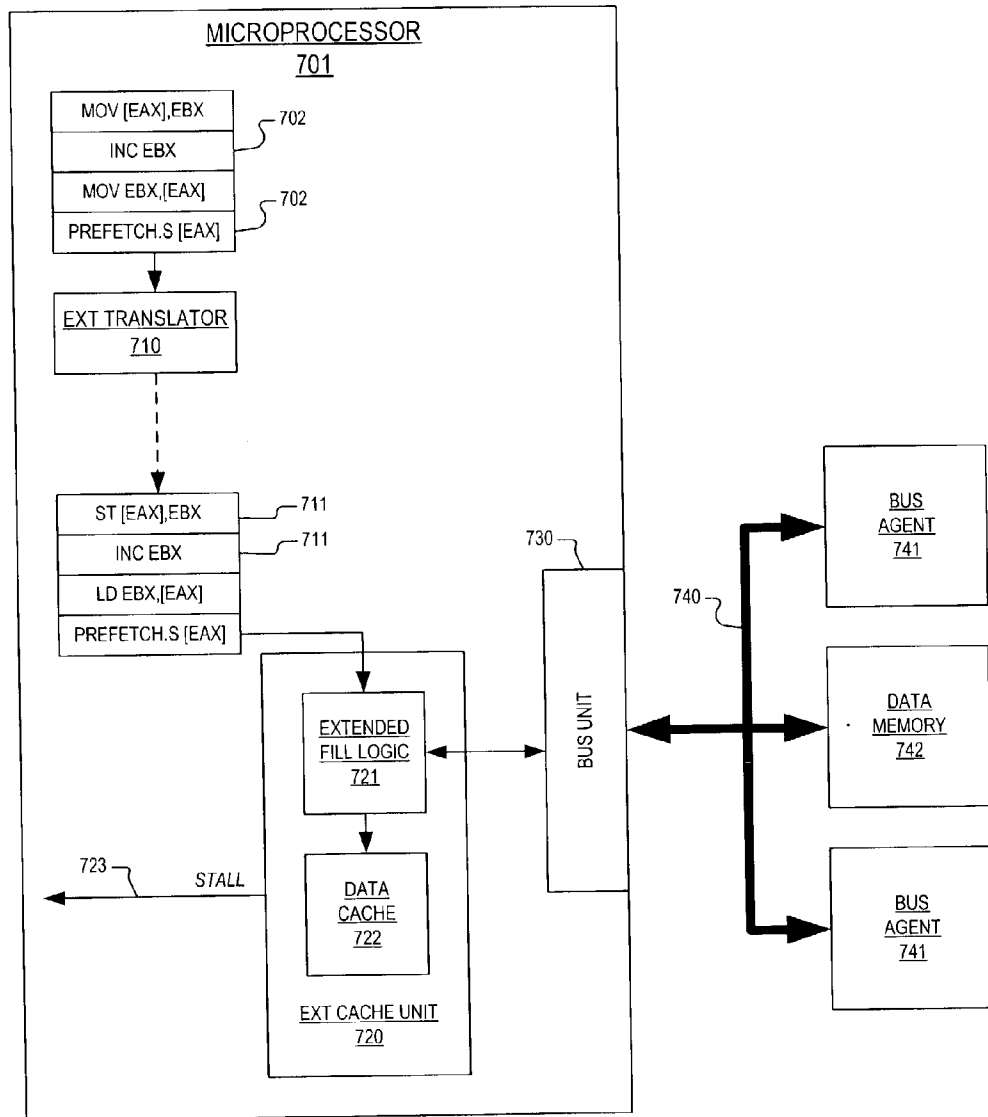 MICROPROCESSOR
701
MOV [EAX],EBX
INC EBX
MOV EBX,[EAX]
PREFETCH.S [EAX]
702
702
EXT TRANSLATOR
710
ST [EAX],EBX
INC EBX
LD EBX,[EAX]
PREFETCH.S [EAX]
711
711
EXTENDED
FILL LOGIC
721
DATA
CACHE
722
EXT CACHE UNIT
720
723
STALL
730
BUS UNIT
740
BUS
AGENT
741
DATA
MEMORY
742
BUS
AGENT
741